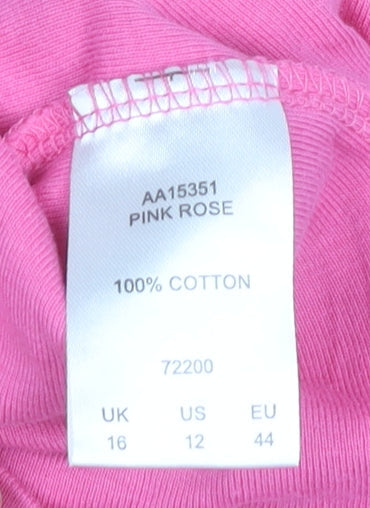 AA15351
PINK ROSE
100% COTTON
72200
UK US EU
16 12 44